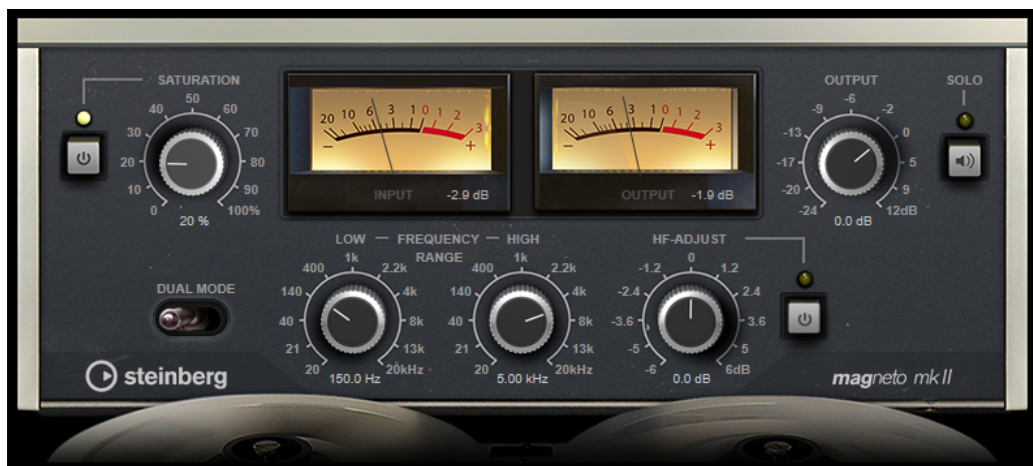 SATURATION
0 10 20 30 40 50 60 70 80 90 100%
20 %
20 10 6 3 1 0 1 2 3
- +
INPUT -2.9 dB
20 10 6 3 1 0 1 2 3
- +
OUTPUT -1.9 dB
OUTPUT
-24 -20 -17 -13 -9 -6 -2 0 5 9 12dB
0.0 dB
SOLO
DUAL MODE
LOW FREQUENCY HIGH
RANGE
20 21 40 140 400 1k 2.2k 4k 8k 13k 20kHz
150.0 Hz
20 21 40 140 400 1k 2.2k 4k 8k 13k 20kHz
5.00 kHz
HF-ADJUST
-6 -5 -3.6 -2.4 -1.2 0 1.2 2.4 3.6 5 6dB
0.0 dB
steinberg
magneto mkII